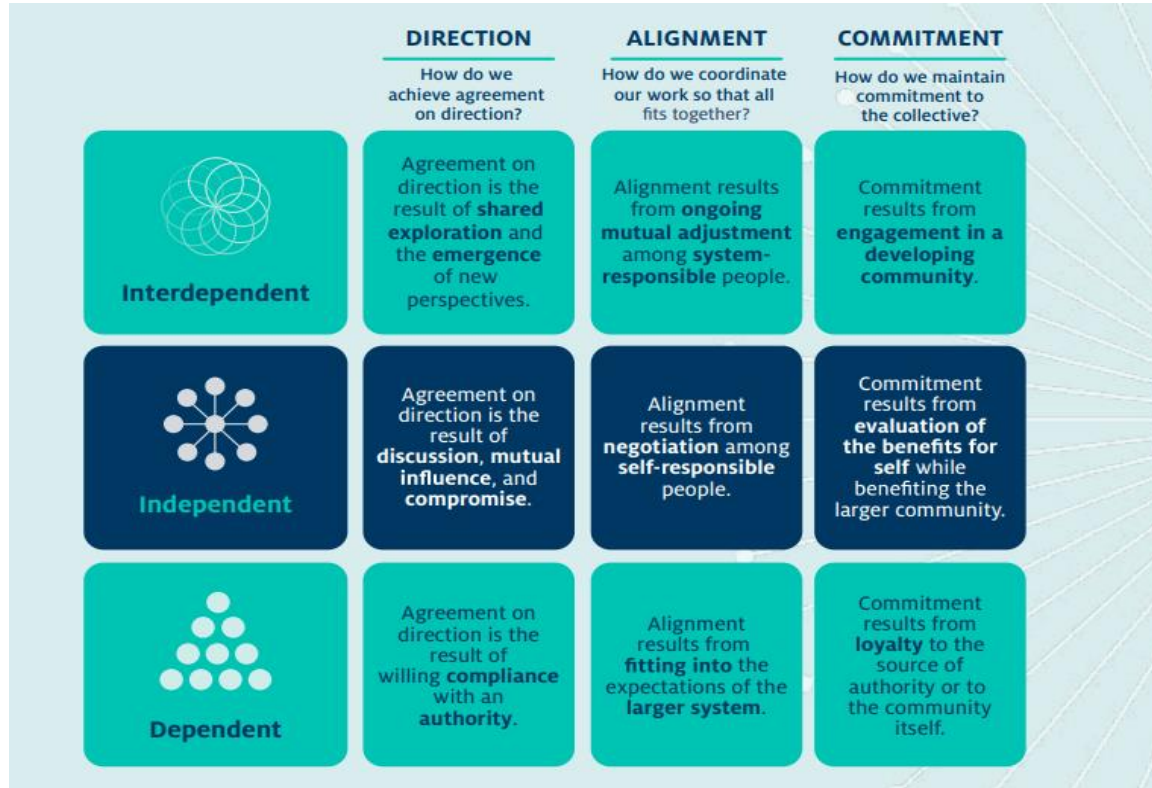 DIRECTION
How do we
achieve agreement
on direction?
ALIGNMENT
How do we coordinate
our work so that all
fits together?
COMMITMENT
How do we maintain
commitment to
the collective?
Interdependent
Agreement on
direction is the
result of shared
exploration and
the emergence
of new
perspectives.
Alignment results
from ongoing
mutual adjustment
among system-
responsible people.
Commitment
results from
engagement in a
developing
community.
Independent
Agreement on
direction is the
result of
discussion, mutual
influence, and
compromise.
Alignment
results from
negotiation among
self-responsible
people.
Commitment
results from
evaluation of
the benefits for
self while
benefiting the
larger community.
Dependent
Agreement on
direction is the
result of
willing compliance
with an
authority.
Alignment
results from
fitting into the
expectations of the
larger system.
Commitment
results from
loyalty to the
source of
authority or to
the community
itself.